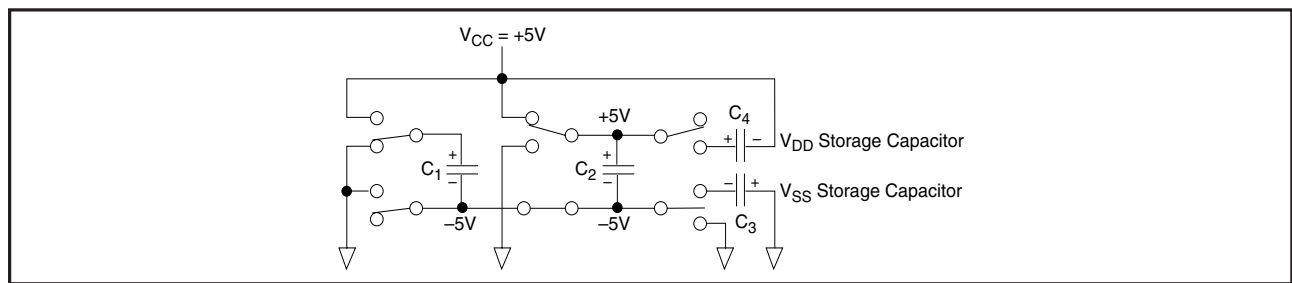 VCC = +5V
+5V
C4
+
–
VDD Storage Capacitor
+
C1
–
+
C2
–
–
+
VSS Storage Capacitor
–5V
–5V
C3